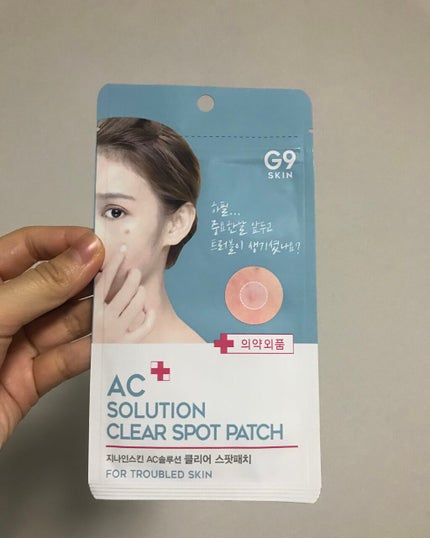 G9
SKIN
하필...
중요한날 앞두고
트러블이 생기셨나요?
의약외품
AC
SOLUTION
CLEAR SPOT PATCH
지나인스킨 AC솔루션 클리어 스팟패치
FOR TROUBLED SKIN